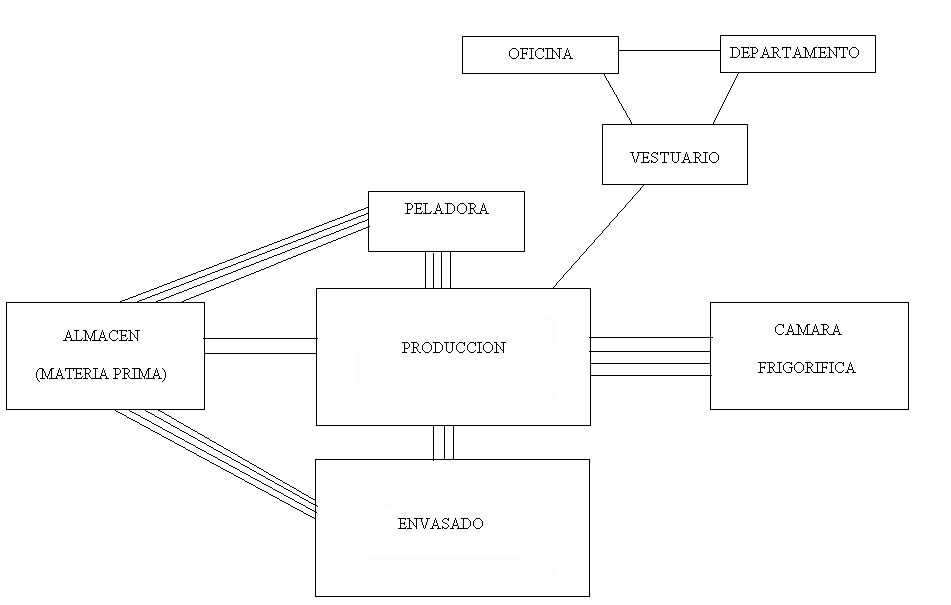 OFICINA
DEPARTAMENTO
VESTUARIO
PELADORA
ALMACEN
(MATERIA PRIMA)
PRODUCCION
CAMARA
FRIGORIFICA
ENVASADO